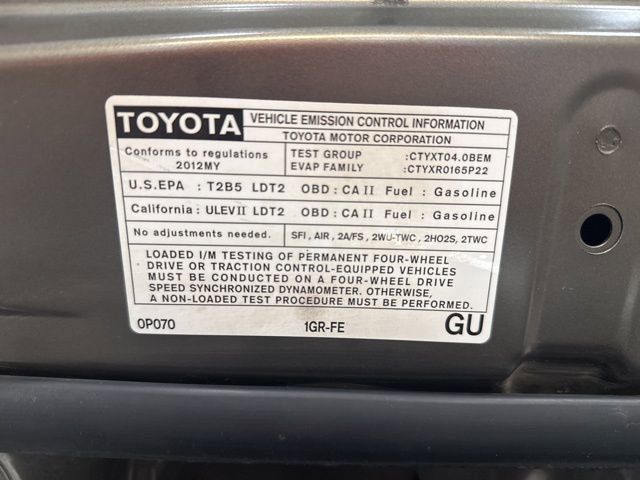 TOYOTA
VEHICLE EMISSION CONTROL INFORMATION
TOYOTA MOTOR CORPORATION
Conforms to regulations
2012MY
TEST GROUP :CTYXT04.0BEM
EVAP FAMILY :CTYXR0165P22
U.S.EPA : T2B5 LDT2 OBD: CA II Fuel : Gasoline
California: ULEVII LDT2 OBD: CA II Fuel : Gasoline
No adjustments needed.
SFI, AIR, 2A/FS, 2WU-TWC, 2HO2S, 2TWC
LOADED I/M TESTING OF PERMANENT FOUR-WHEEL
DRIVE OR TRACTION CONTROL-EQUIPPED VEHICLES
MUST BE CONDUCTED ON A FOUR-WHEEL DRIVE
SPEED SYNCHRONIZED DYNAMOMETER. OTHERWISE,
A NON-LOADED TEST PROCEDURE MUST BE PERFORMED.
0P070 1GR-FE GU